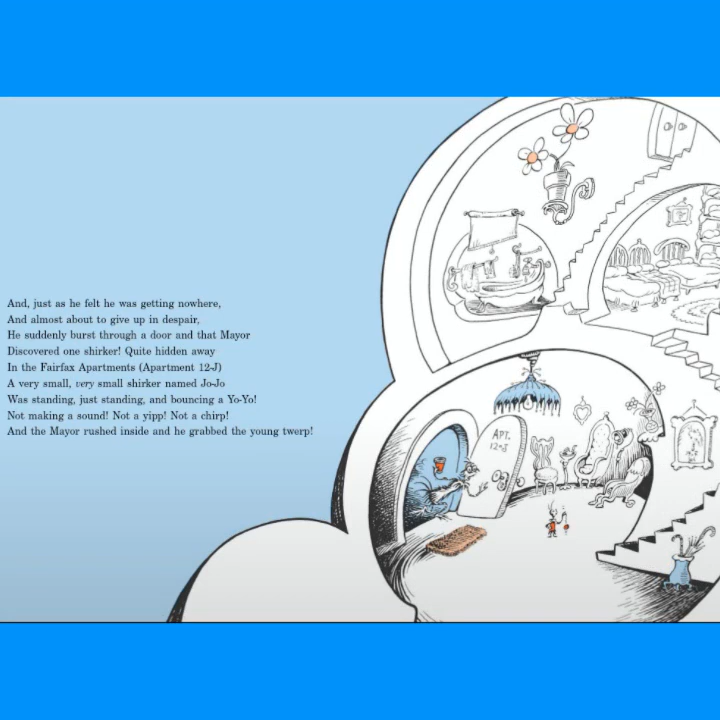 And, just as he felt he was getting nowhere,
And almost about to give up in despair,
He suddenly burst through a door and that Mayor
Discovered one shirker! Quite hidden away
In the Fairfax Apartments (Apartment 12-J)
A very small, very small shirker named Jo-Jo
Was standing, just standing, and bouncing a Yo-Yo!
Not making a sound! Not a yipp! Not a chirp!
And the Mayor rushed inside and he grabbed the young twerp!
APT.
12-J